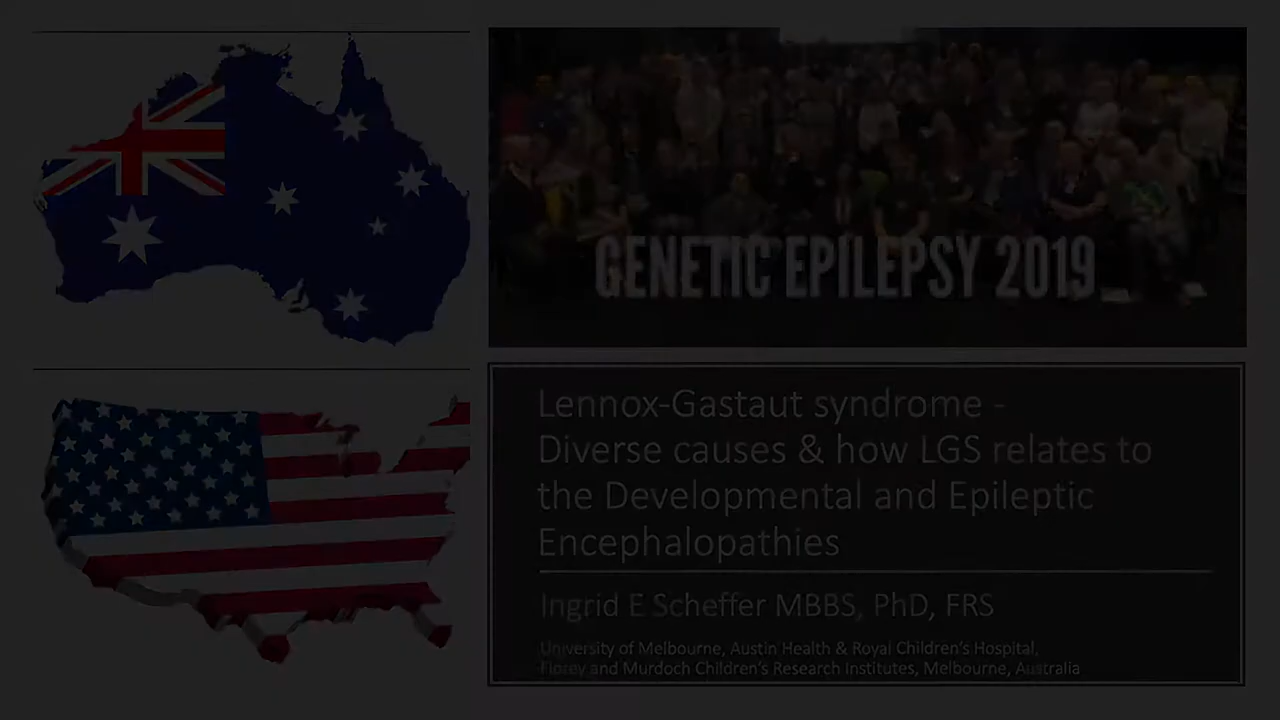 GENETIC EPILEPSY 2019
Lennox-Gastaut syndrome -
Diverse causes & how LGS relates to
the Developmental and Epileptic
Encephalopathies
Ingrid E Scheffer MBBS, PhD, FRS
University of Melbourne, Austin Health & Royal Children's Hospital,
Florey and Murdoch Children's Research Institutes, Melbourne, Australia